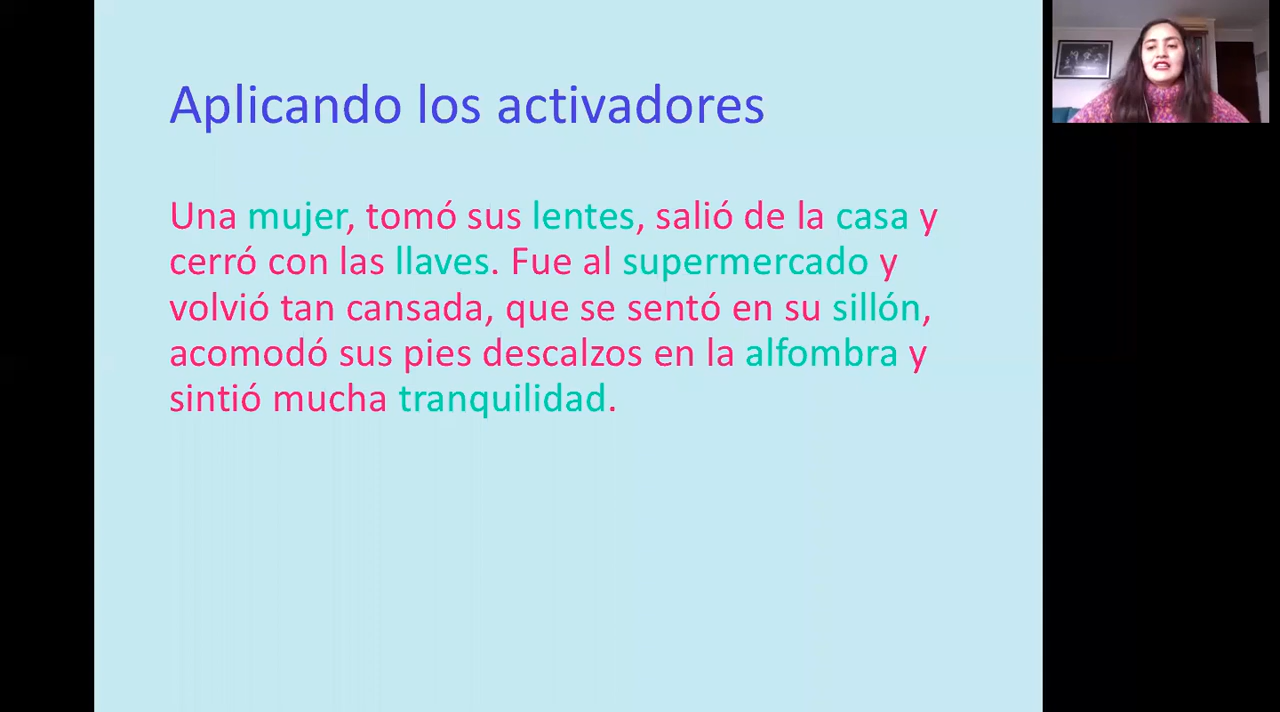 Aplicando los activadores
Una mujer, tomó sus lentes, salió de la casa y
cerró con las llaves. Fue al supermercado y
volvió tan cansada, que se sentó en su sillón,
acomodó sus pies descalzos en la alfombra y
sintió mucha tranquilidad.